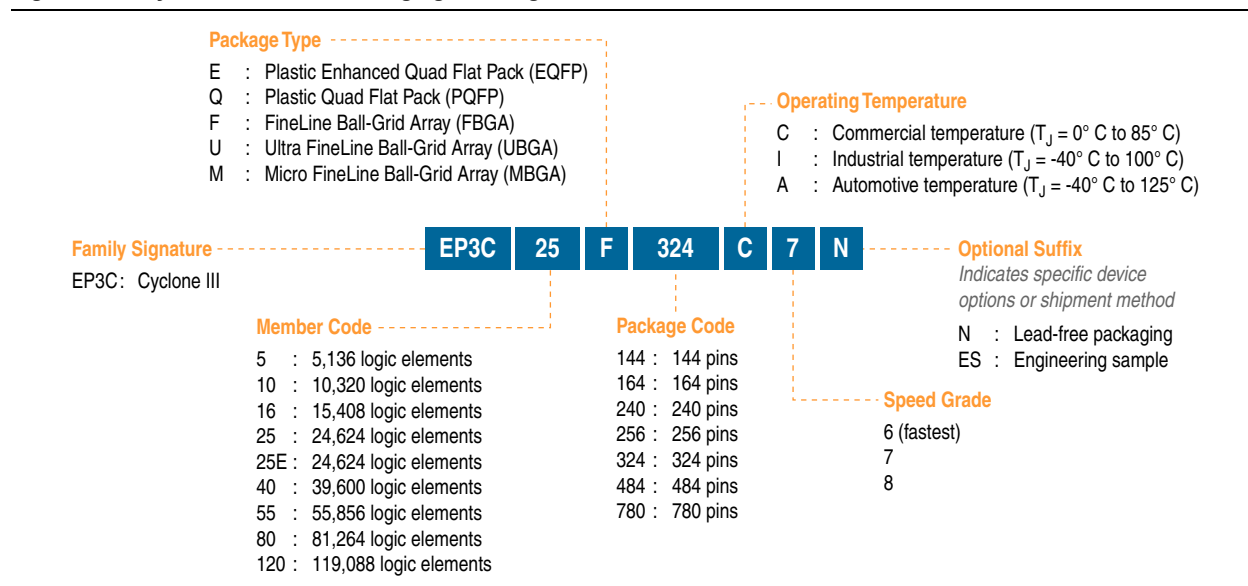 Package Type
E : Plastic Enhanced Quad Flat Pack (EQFP)
Q : Plastic Quad Flat Pack (PQFP)
F : FineLine Ball-Grid Array (FBGA)
U : Ultra FineLine Ball-Grid Array (UBGA)
M : Micro FineLine Ball-Grid Array (MBGA)
Operating Temperature
C : Commercial temperature (TJ = 0° C to 85° C)
I : Industrial temperature (TJ = -40° C to 100° C)
A : Automotive temperature (TJ = -40° C to 125° C)
Family Signature
EP3C : Cyclone III
EP3C 25 F 324 C 7 N
Optional Suffix
Indicates specific device
options or shipment method
N : Lead-free packaging
ES : Engineering sample
Member Code
5 : 5,136 logic elements
10 : 10,320 logic elements
16 : 15,408 logic elements
25 : 24,624 logic elements
25E : 24,624 logic elements
40 : 39,600 logic elements
55 : 55,856 logic elements
80 : 81,264 logic elements
120 : 119,088 logic elements
Package Code
144 : 144 pins
164 : 164 pins
240 : 240 pins
256 : 256 pins
324 : 324 pins
484 : 484 pins
780 : 780 pins
Speed Grade
6 (fastest)
7
8